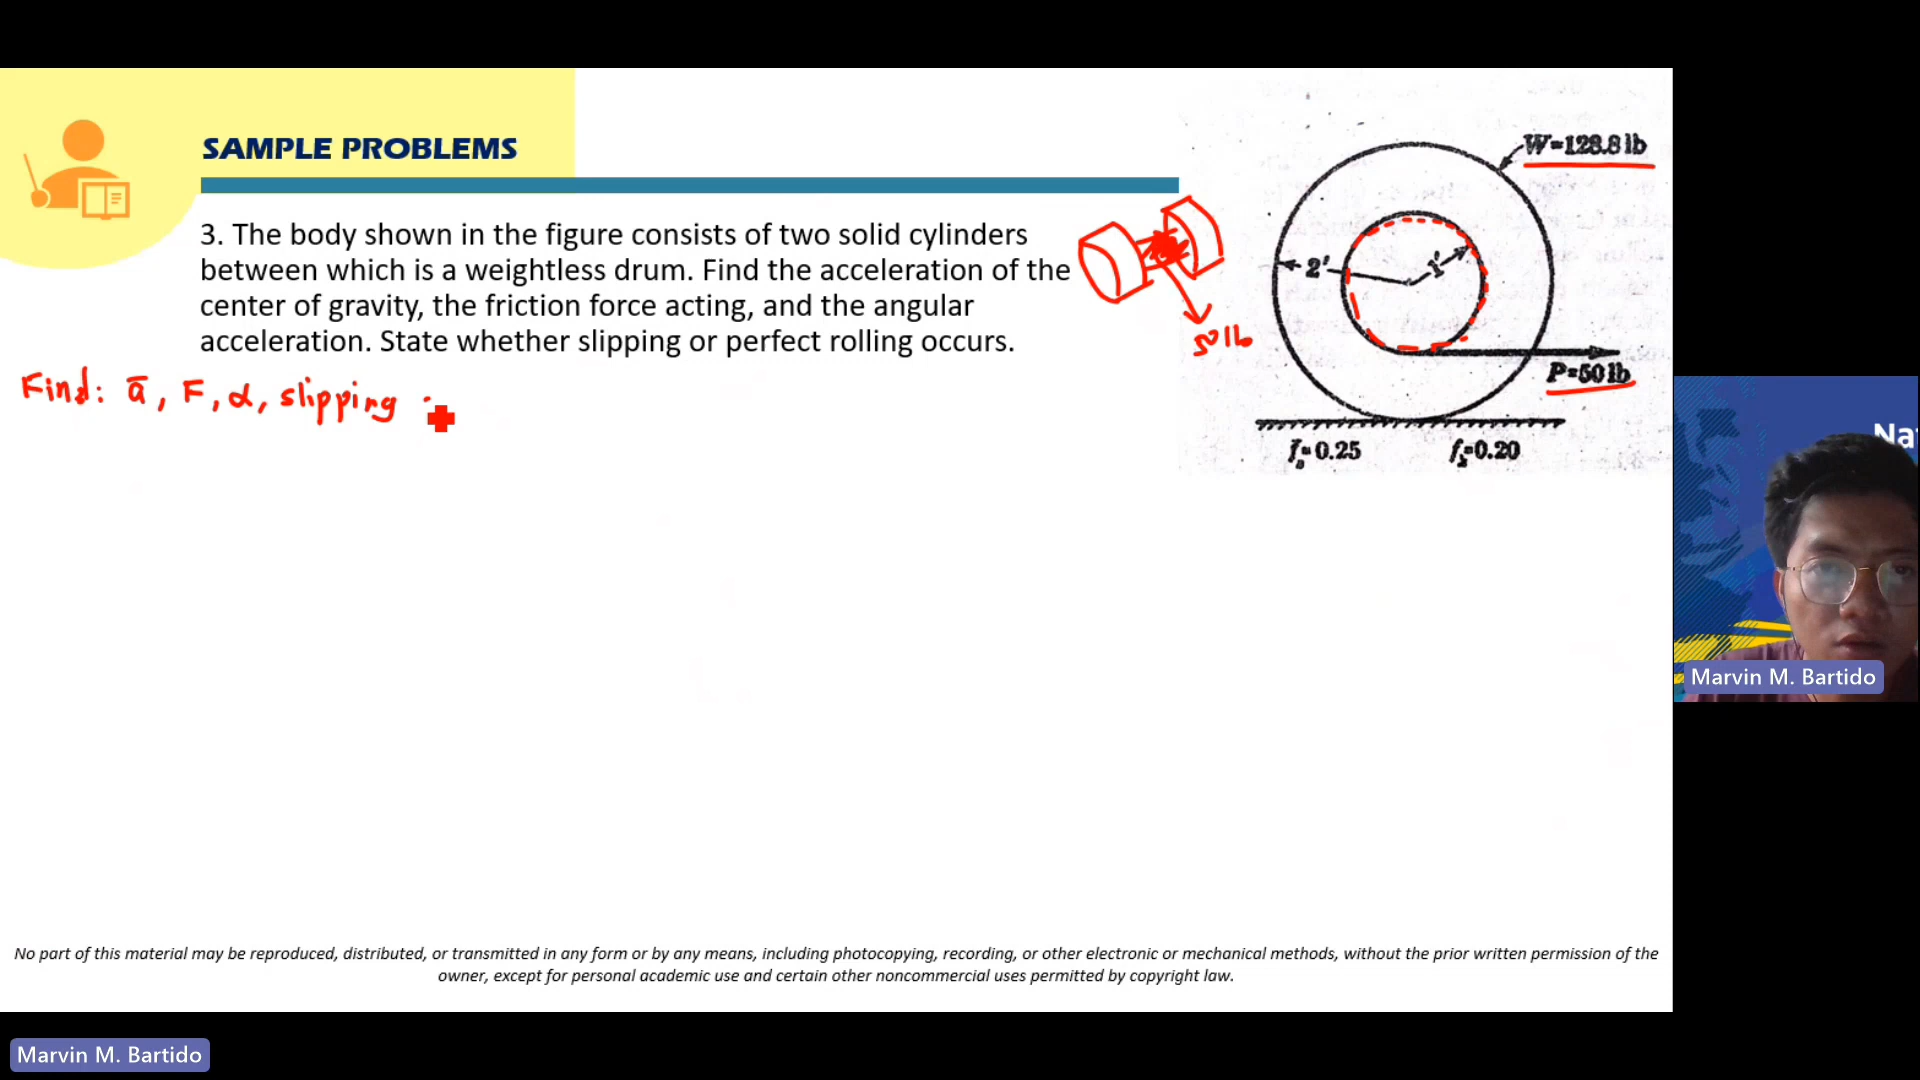 SAMPLE PROBLEMS
3. The body shown in the figure consists of two solid cylinders
between which is a weightless drum. Find the acceleration of the
center of gravity, the friction force acting, and the angular
acceleration. State whether slipping or perfect rolling occurs.
Find: ā, F, α, slipping
50 lb
W=128.8 lb
2'
1'
P=50 lb
fs=0.25
fk=0.20
Na
Marvin M. Bartido
No part of this material may be reproduced, distributed, or transmitted in any form or by any means, including photocopying, recording, or other electronic or mechanical methods, without the prior written permission of the
owner, except for personal academic use and certain other noncommercial uses permitted by copyright law.
Marvin M. Bartido